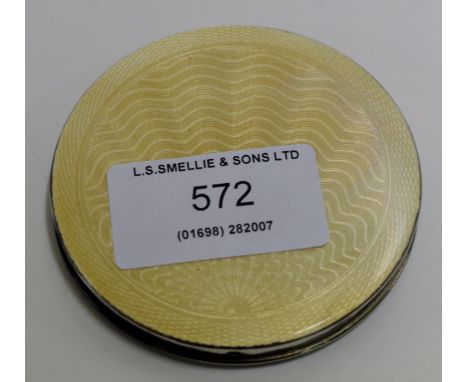 L.S.SMELLIE & SONS LTD
572
(01698) 282007